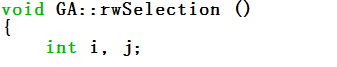 void GA::rwSelection ()
{
    int i, j;